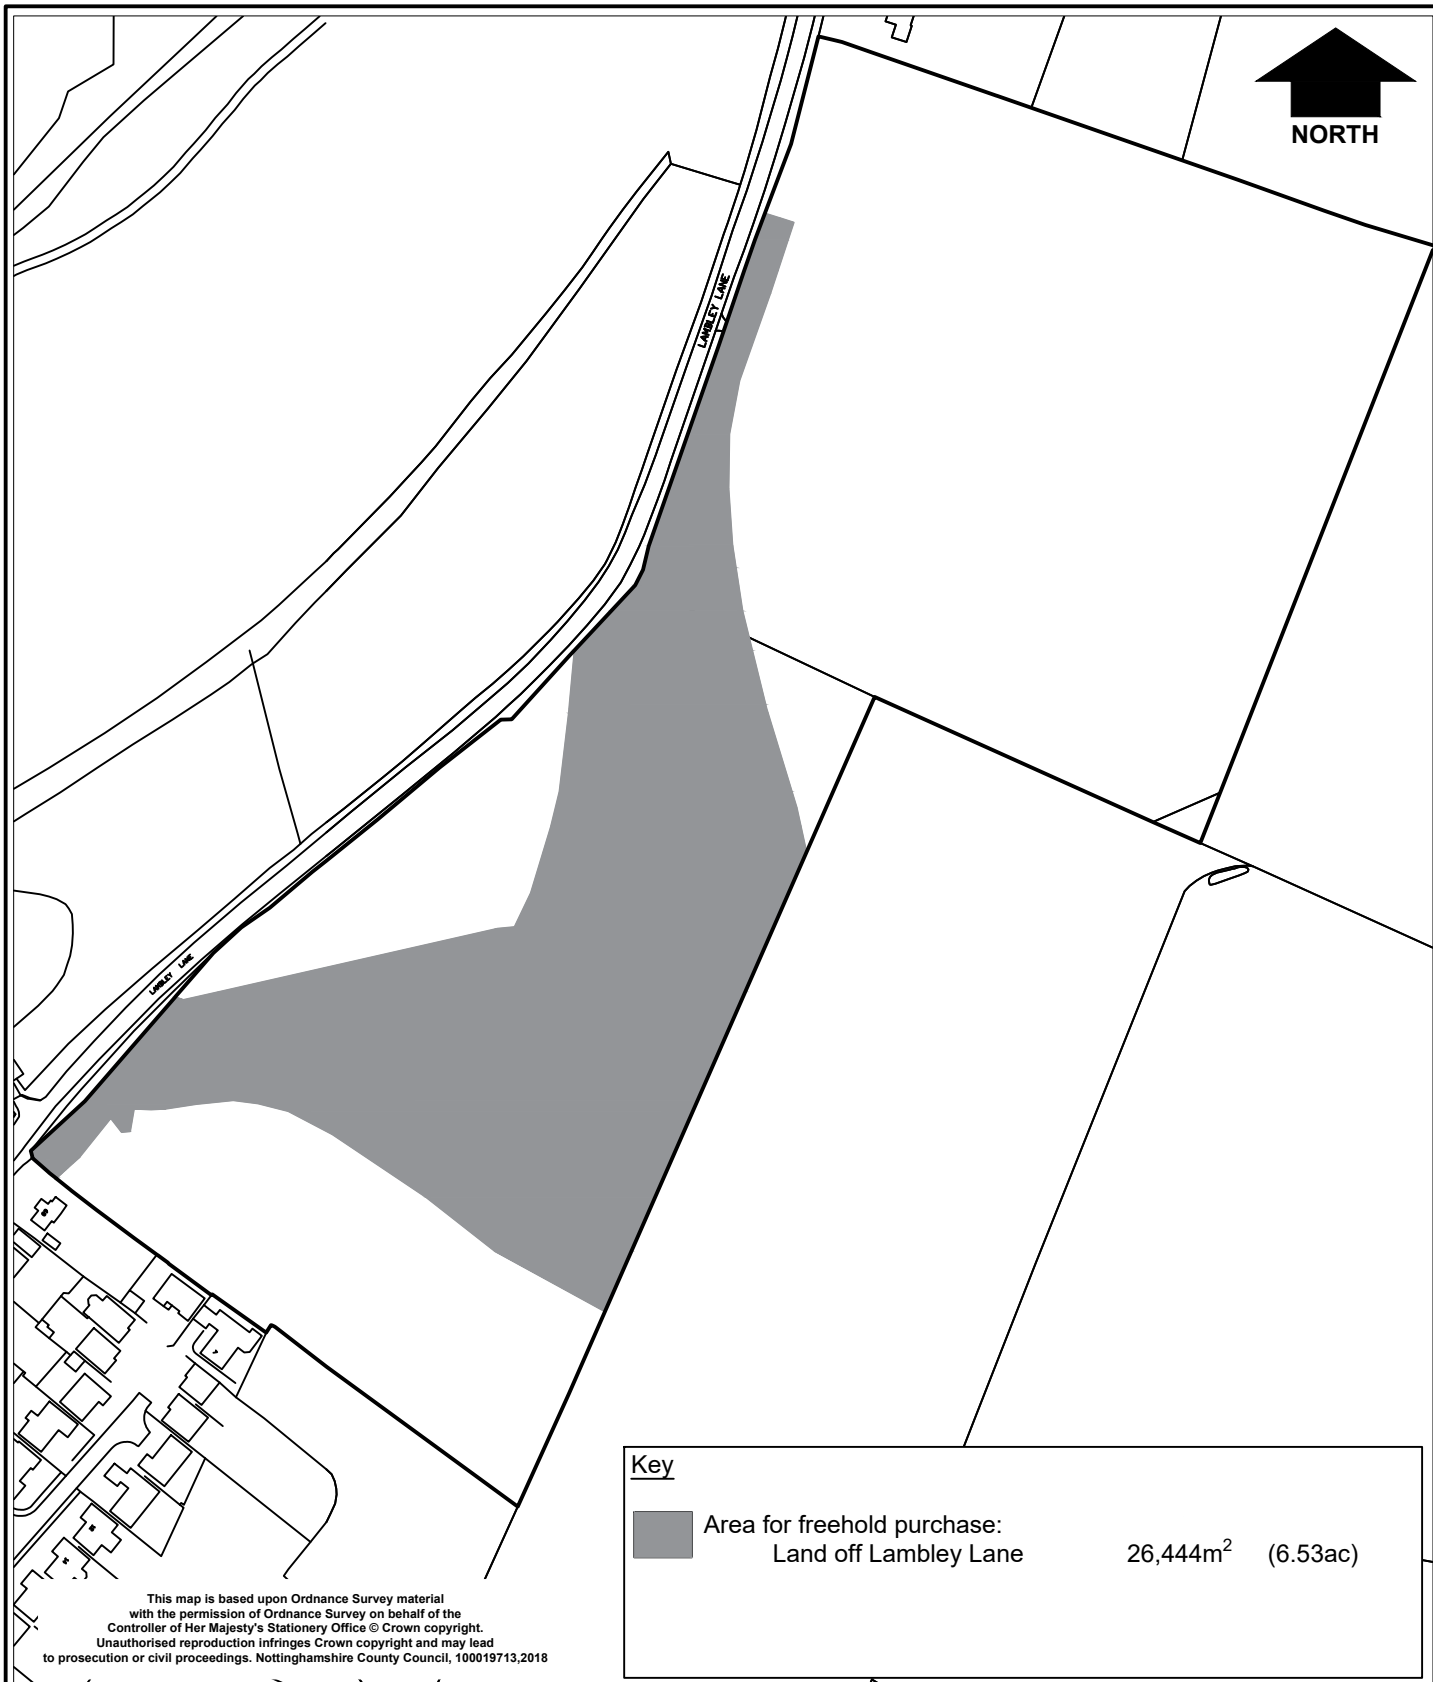 NORTH
LAMBLEY LANE
LAMBLEY LANE
7
Key
Area for freehold purchase:
Land off Lambley Lane 26,444m² (6.53ac)
This map is based upon Ordnance Survey material
with the permission of Ordnance Survey on behalf of the
Controller of Her Majesty's Stationery Office © Crown copyright.
Unauthorised reproduction infringes Crown copyright and may lead
to prosecution or civil proceedings. Nottinghamshire County Council, 100019713,2018